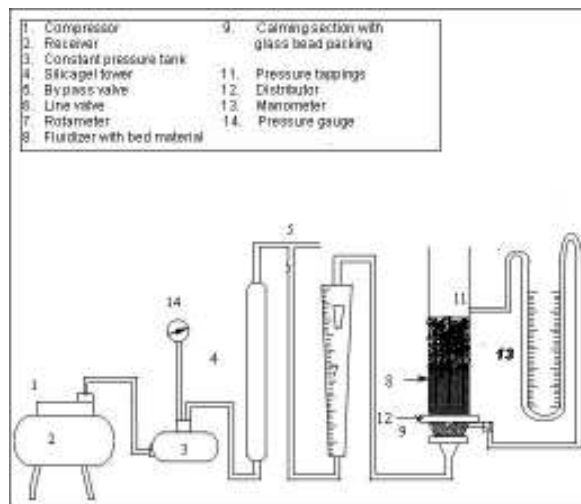 1. Compressor
2. Receiver
3. Constant pressure tank
4. Silicagel tower
5. By pass valve
6. Line valve
7. Rotameter
8. Fluidizer with bed material
9. Calming section with
glass bead packing
11. Pressure tappings
12. Distributor
13. Manometer
14. Pressure gauge
5
14
11
4
13
1
8
12
9
2
3